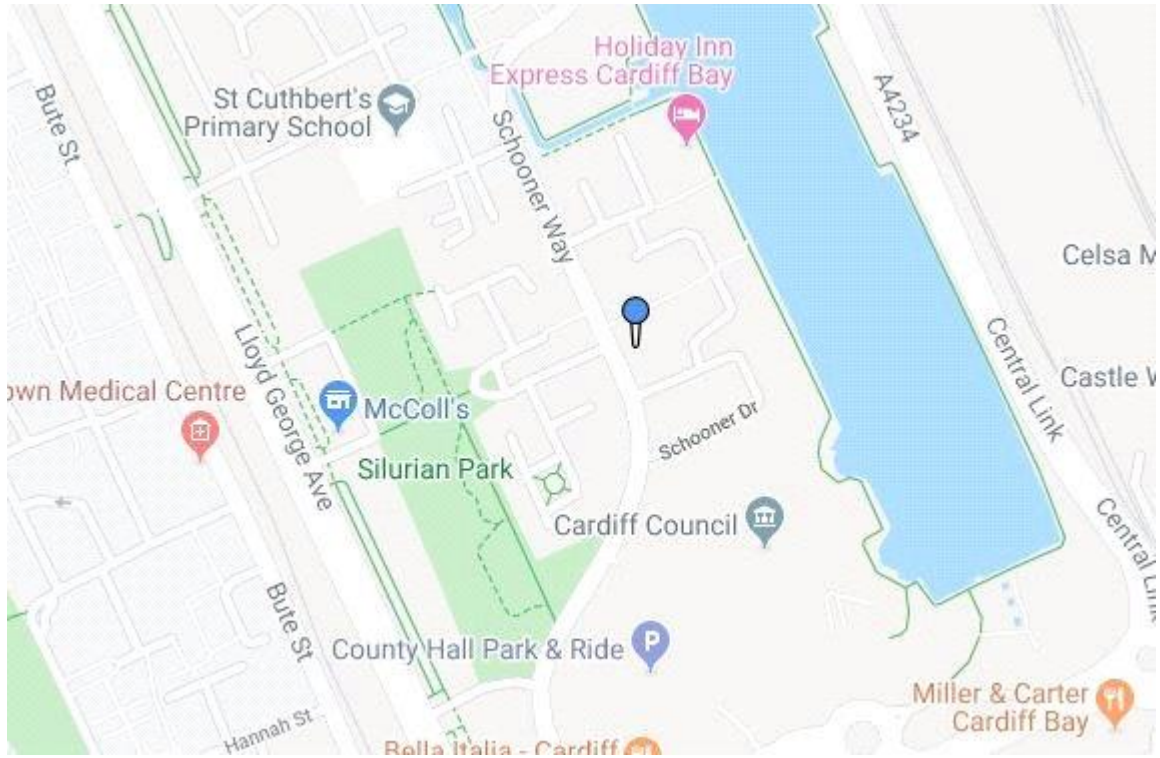 Holiday Inn
Express Cardiff Bay
A4234
St Cuthbert's
Primary School
Bute St
Schooner Way
Celsa M
Central Link
Lloyd George Ave
own Medical Centre
Castle W
McColl's
Schooner Dr
Silurian Park
Cardiff Council
Central Link
Bute St
County Hall Park & Ride
P
Miller & Carter
Cardiff Bay
Hannah St
Bella Italia - Cardiff